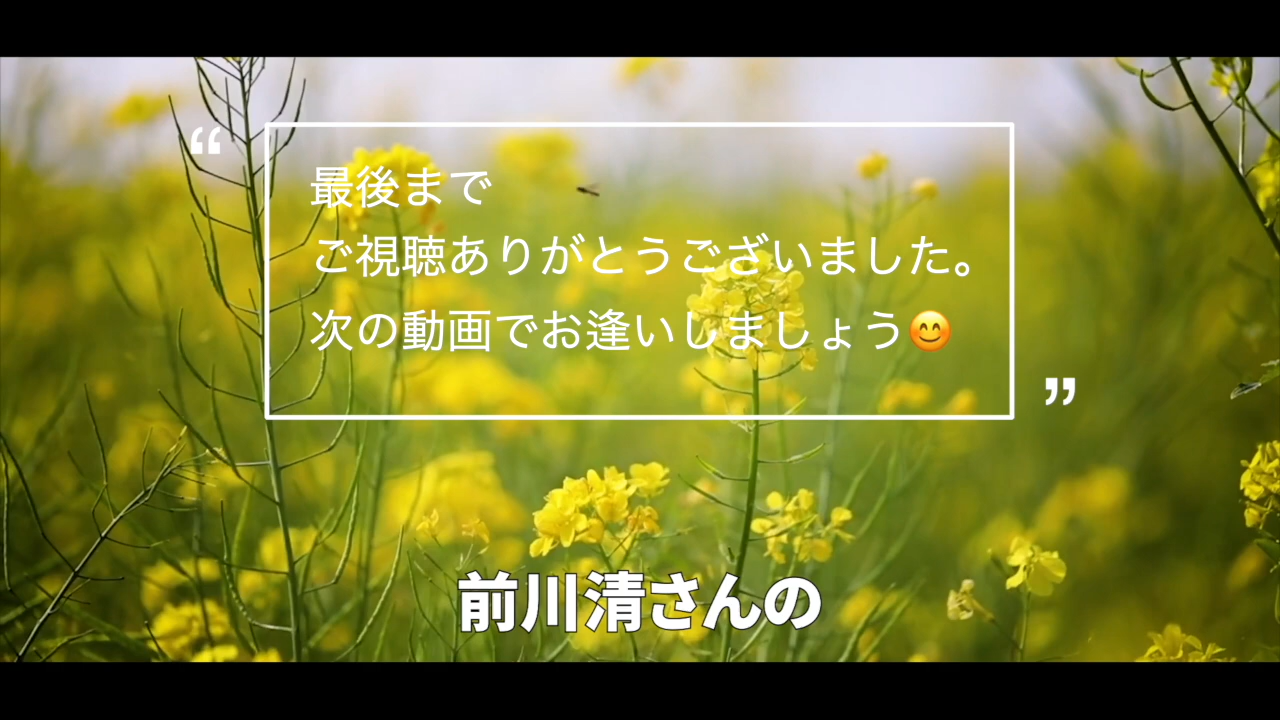 “
最後まで
ご視聴ありがとうございました。
次の動画でお逢いしましょう😊
”
前川清さんの